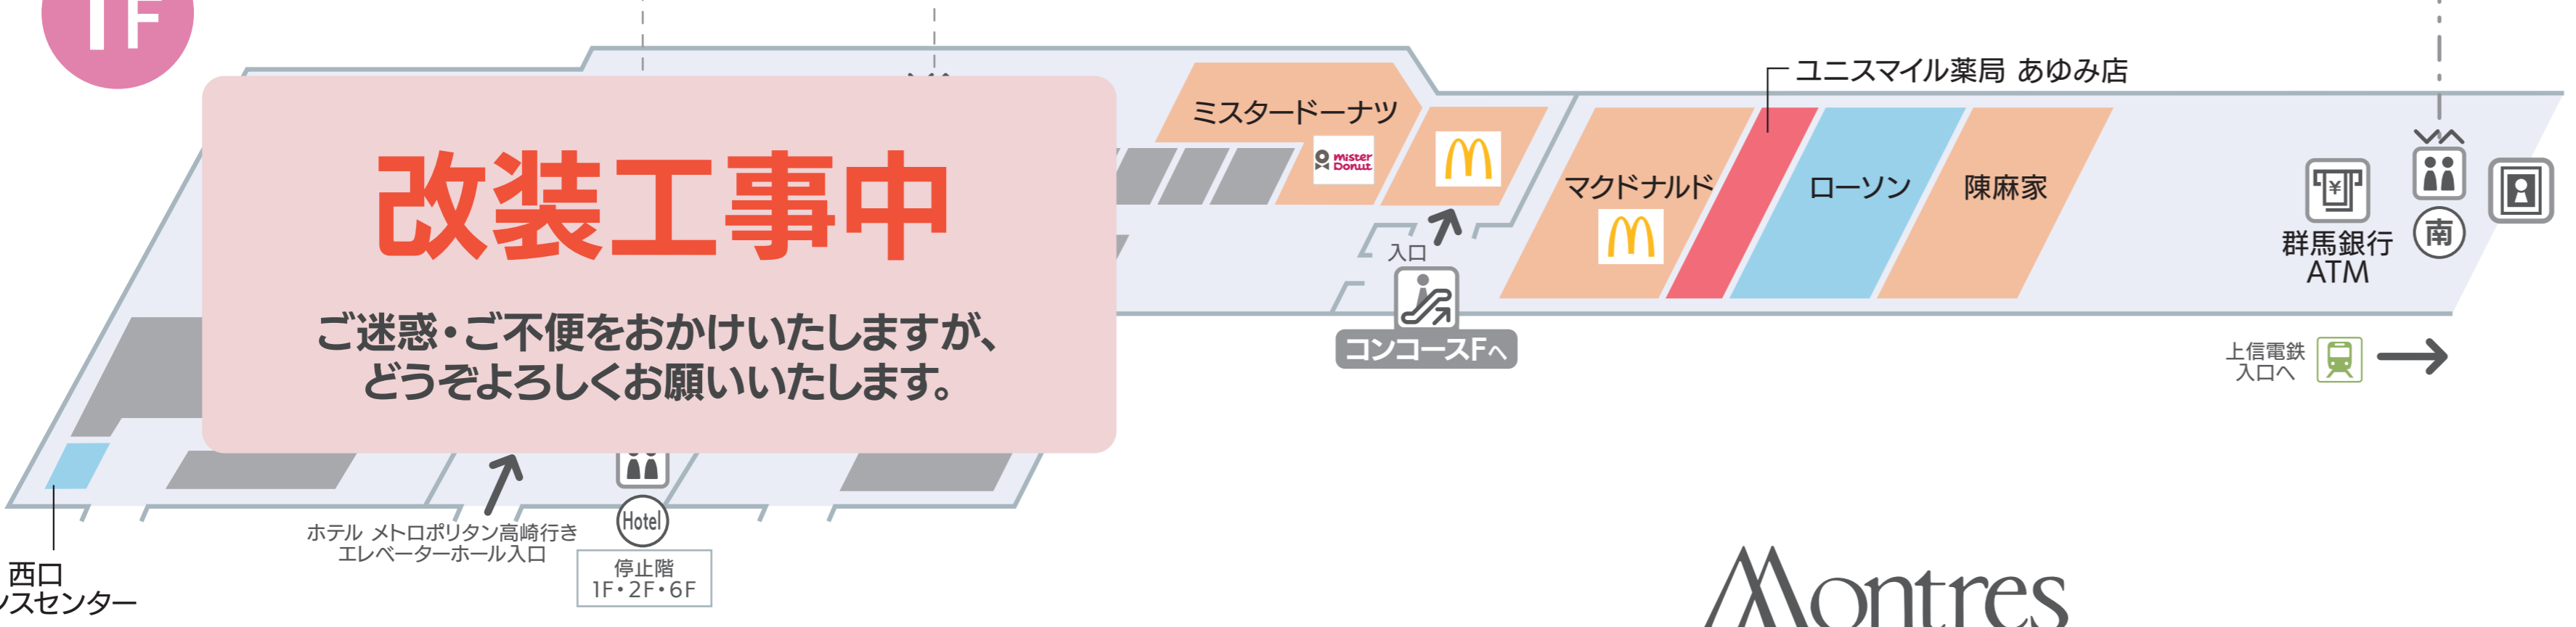 1F
改装工事中
ご迷惑・ご不便をおかけいたしますが、
どうぞよろしくお願いいたします。
ミスタードーナツ
mister
Donut
マクドナルド
ユニスマイル薬局 あゆみ店
ローソン
陳麻家
¥
群馬銀行
ATM
南
入口
コンコースFへ
上信電鉄
入口へ
ホテル メトロポリタン高崎行き
エレベーターホール入口
Hotel
停止階
1F・2F・6F
西口
ンスセンター
Montres